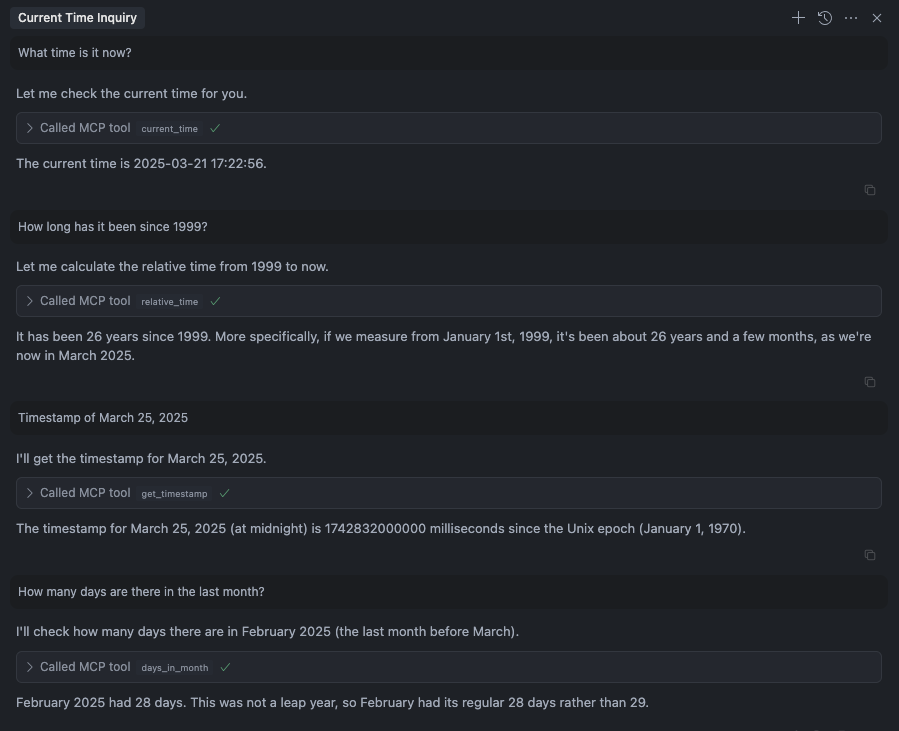 Current Time Inquiry
What time is it now?
Let me check the current time for you.
Called MCP tool current_time
The current time is 2025-03-21 17:22:56.
How long has it been since 1999?
Let me calculate the relative time from 1999 to now.
Called MCP tool relative_time
It has been 26 years since 1999. More specifically, if we measure from January 1st, 1999, it's been about 26 years and a few months, as we're
now in March 2025.
Timestamp of March 25, 2025
I'll get the timestamp for March 25, 2025.
Called MCP tool get_timestamp
The timestamp for March 25, 2025 (at midnight) is 1742832000000 milliseconds since the Unix epoch (January 1, 1970).
How many days are there in the last month?
I'll check how many days there are in February 2025 (the last month before March).
Called MCP tool days_in_month
February 2025 had 28 days. This was not a leap year, so February had its regular 28 days rather than 29.